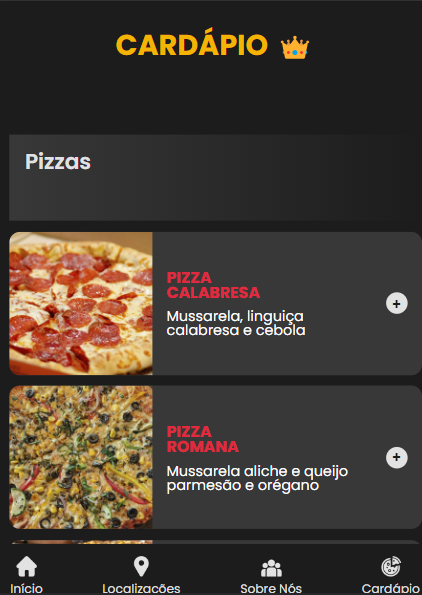 CARDÁPIO
Pizzas
PIZZA
CALABRESA
Mussarela, linguiça
calabresa e cebola
+
PIZZA
ROMANA
Mussarela aliche e queijo
parmesão e orégano
+
Início
Localizações
Sobre Nós
Cardápio